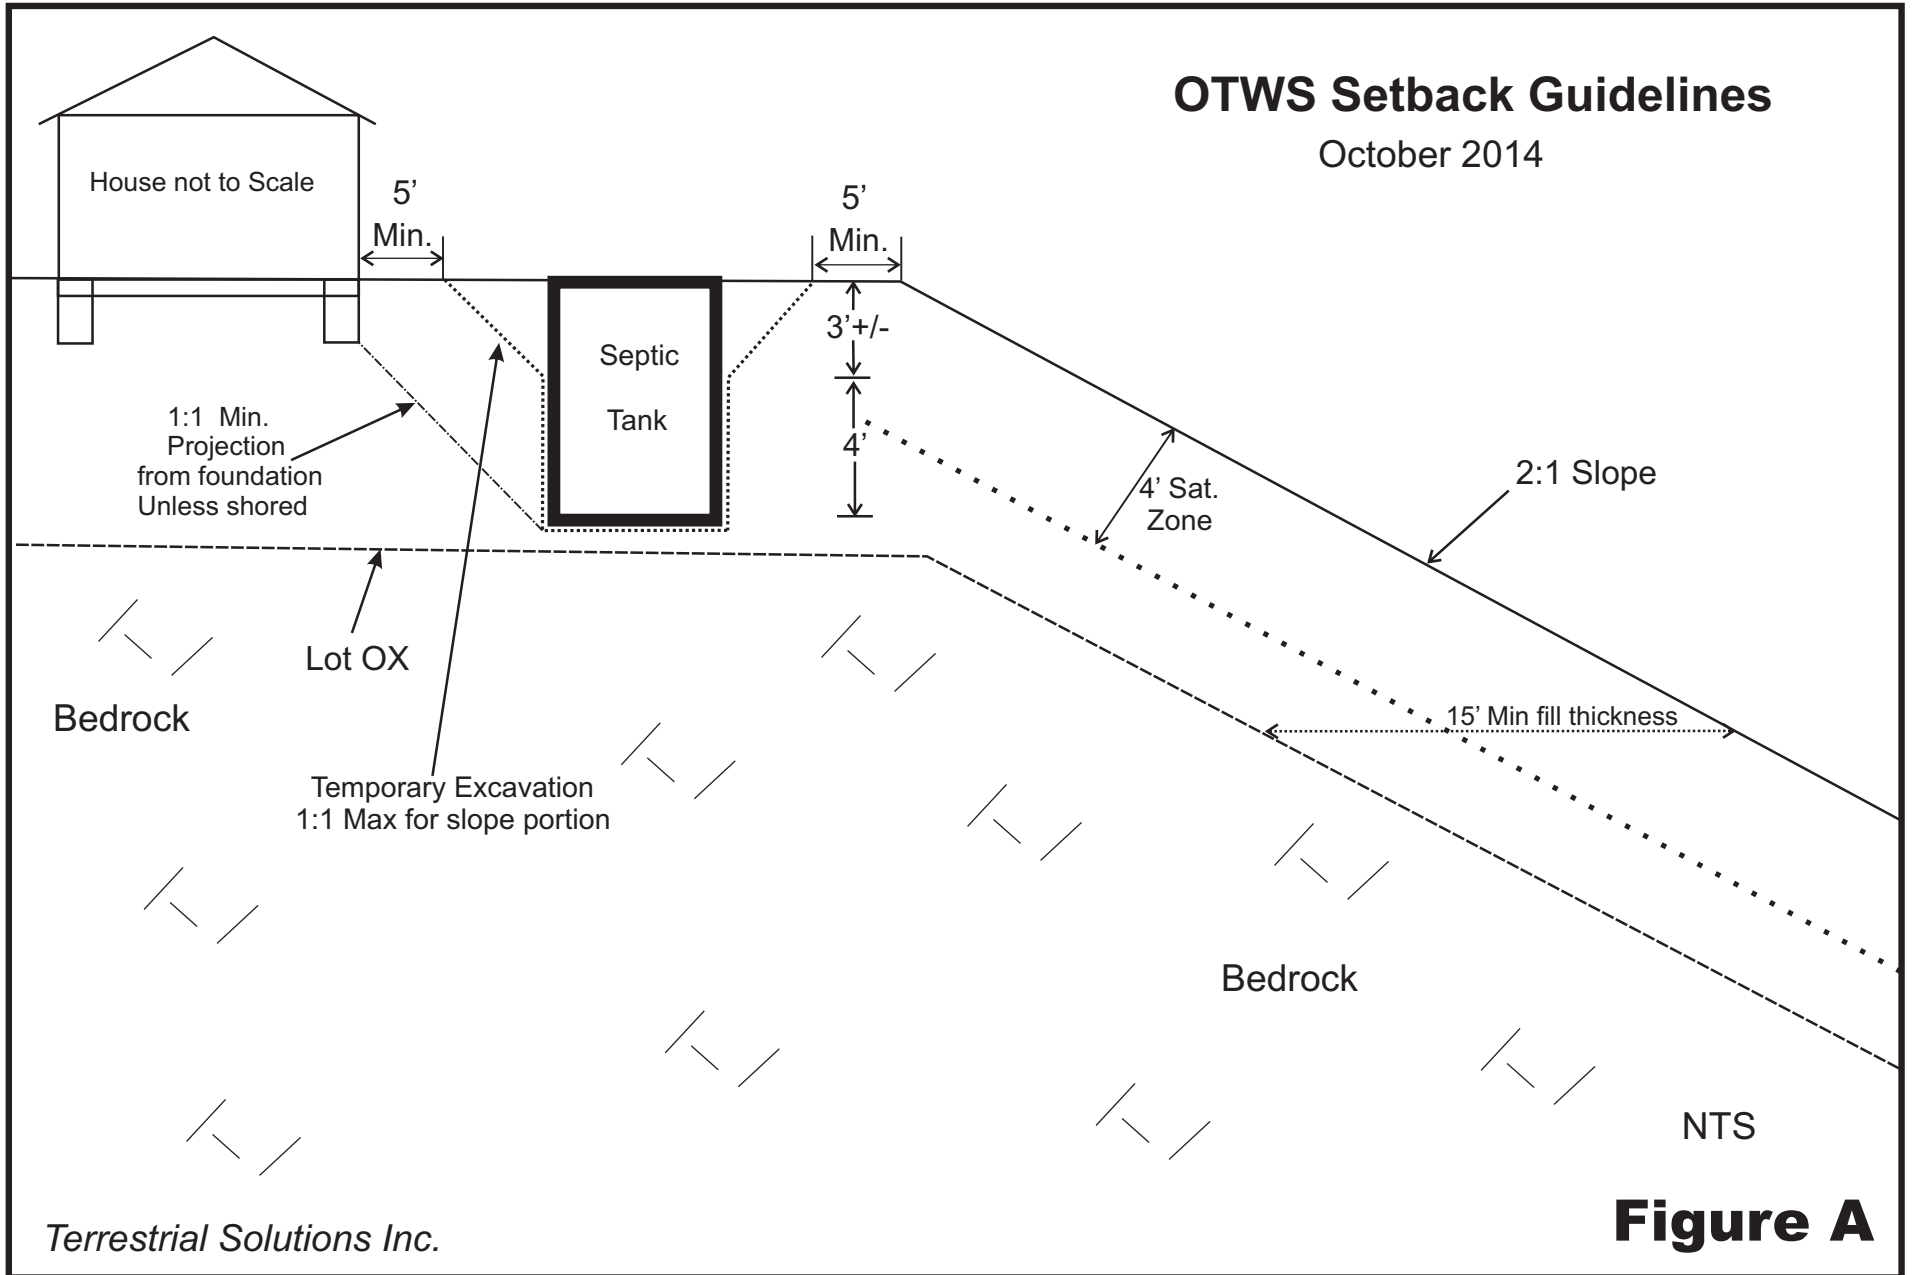 OTWS Setback Guidelines
October 2014
House not to Scale
5’
Min.
5’
Min.
3’+/-
4’
Septic
Tank
1:1 Min.
Projection
from foundation
Unless shored
4’ Sat.
Zone
2:1 Slope
Lot OX
Bedrock
15’ Min fill thickness
Temporary Excavation
1:1 Max for slope portion
Bedrock
NTS
Terrestrial Solutions Inc.
Figure A